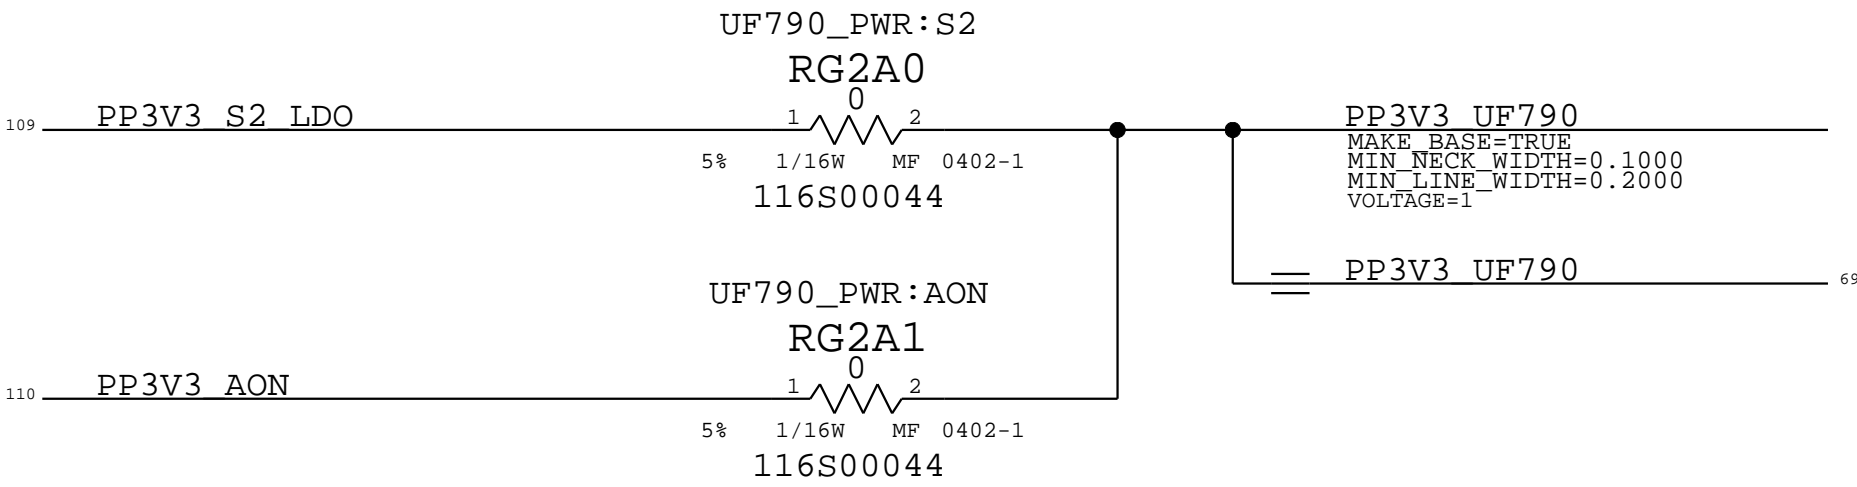 UF790_PWR:S2
RG2A0
0
109 PP3V3_S2_LDO 1 2 PP3V3_UF790
MAKE_BASE=TRUE
5% 1/16W MF 0402-1 MIN_NECK_WIDTH=0.1000
MIN_LINE_WIDTH=0.2000
116S00044 VOLTAGE=1
PP3V3_UF790 69
UF790_PWR:AON
RG2A1
0
110 PP3V3_AON 1 2
5% 1/16W MF 0402-1
116S00044